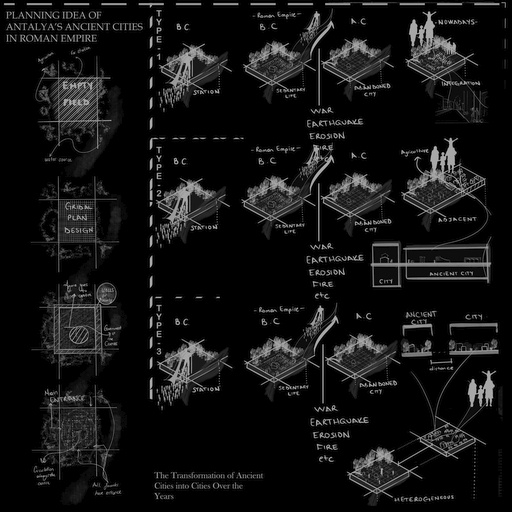 PLANNING IDEA OF
ANTALYA'S ANCIENT CITIES
IN ROMAN EMPIRE
EMPTY
FIELD
GRIDAL
PLAN
DESIGN
Main
ENTRANCE
TYPE-1
B C
STATION
-Roman Empire-
B. C
SEDENTARY
LIFE
WAR
EARTHQUAKE
EROSION
FIRE
etc
A.C
ABANDONED
CITY
-NOWADAYS-
INTEGRATION
TYPE-2
B C
STATION
-Roman Empire-
B. C
SEDENTARY
LIFE
WAR
EARTHQUAKE
EROSION
FIRE
etc
A.C
ABANDONED
CITY
Agriculture
ADJACENT
CITY
ANCIENT CITY
TYPE-3
B C
STATION
-Roman Empire-
B. C
SEDENTARY
LIFE
WAR
EARTHQUAKE
EROSION
FIRE
etc
A.C
ABANDONED
CITY
ANCIENT
CITY
CITY
distance
HETEROGENEOUS
The Transformation of Ancient
Cities into Cities Over the
Years